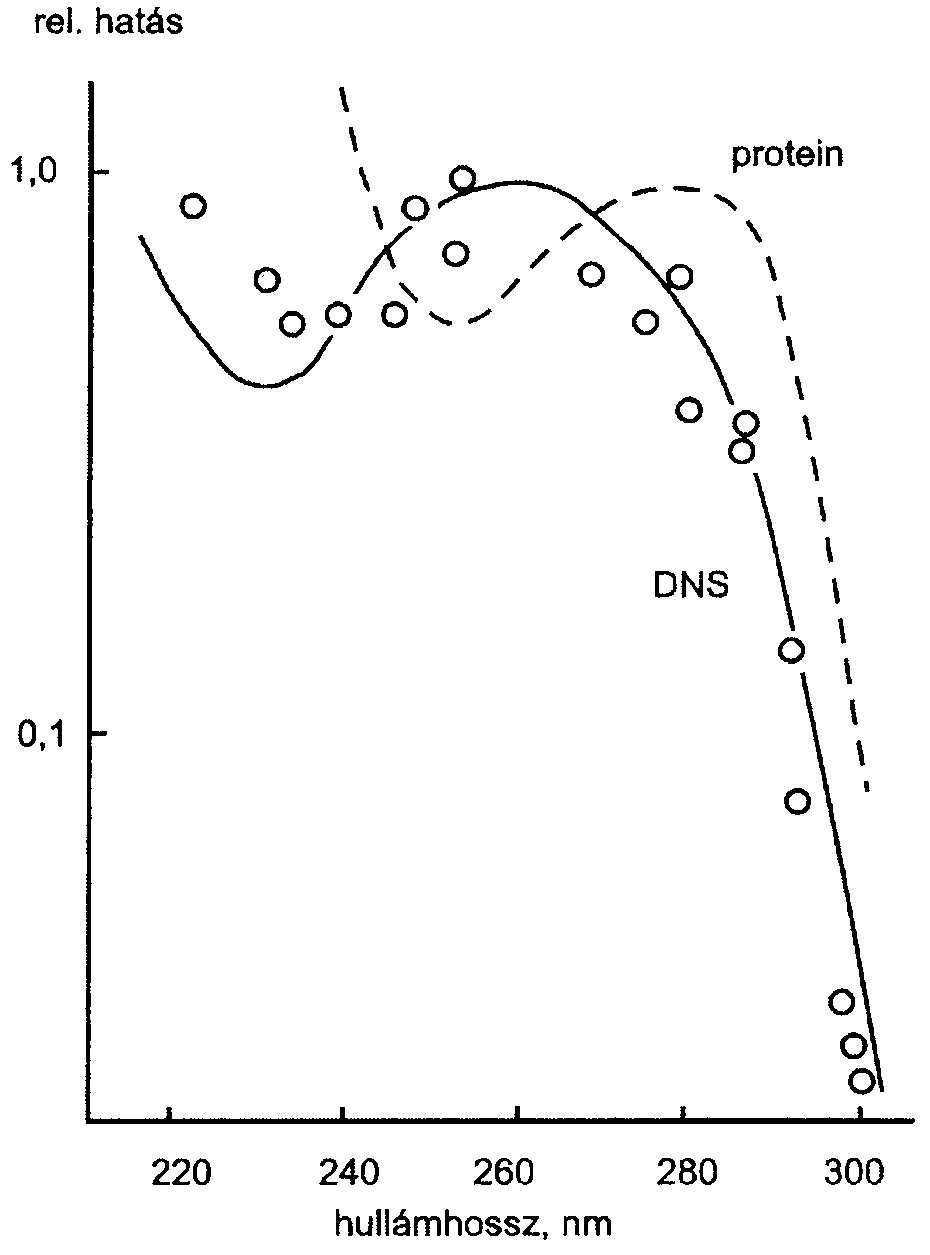 rel. hatás
1,0
protein
DNS
0,1
220 240 260 280 300
hullámhossz, nm